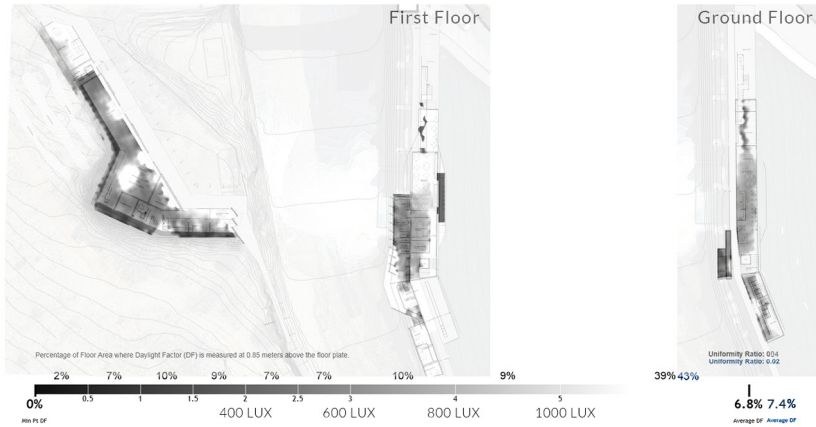 First Floor
Ground Floor
Percentage of Floor Area where Daylight Factor (DF) is measured at 0.85 meters above the floor plate.
Uniformity Ratio: 004
Uniformity Ratio: 0.02
2% 7% 10% 9% 7% 7% 10% 9% 39% 43%
0% 0.5 1 1.5 2 2.5 3 4 5 6.8% 7.4%
400 LUX 600 LUX 800 LUX 1000 LUX
Min Pt DF Average DF Average DF